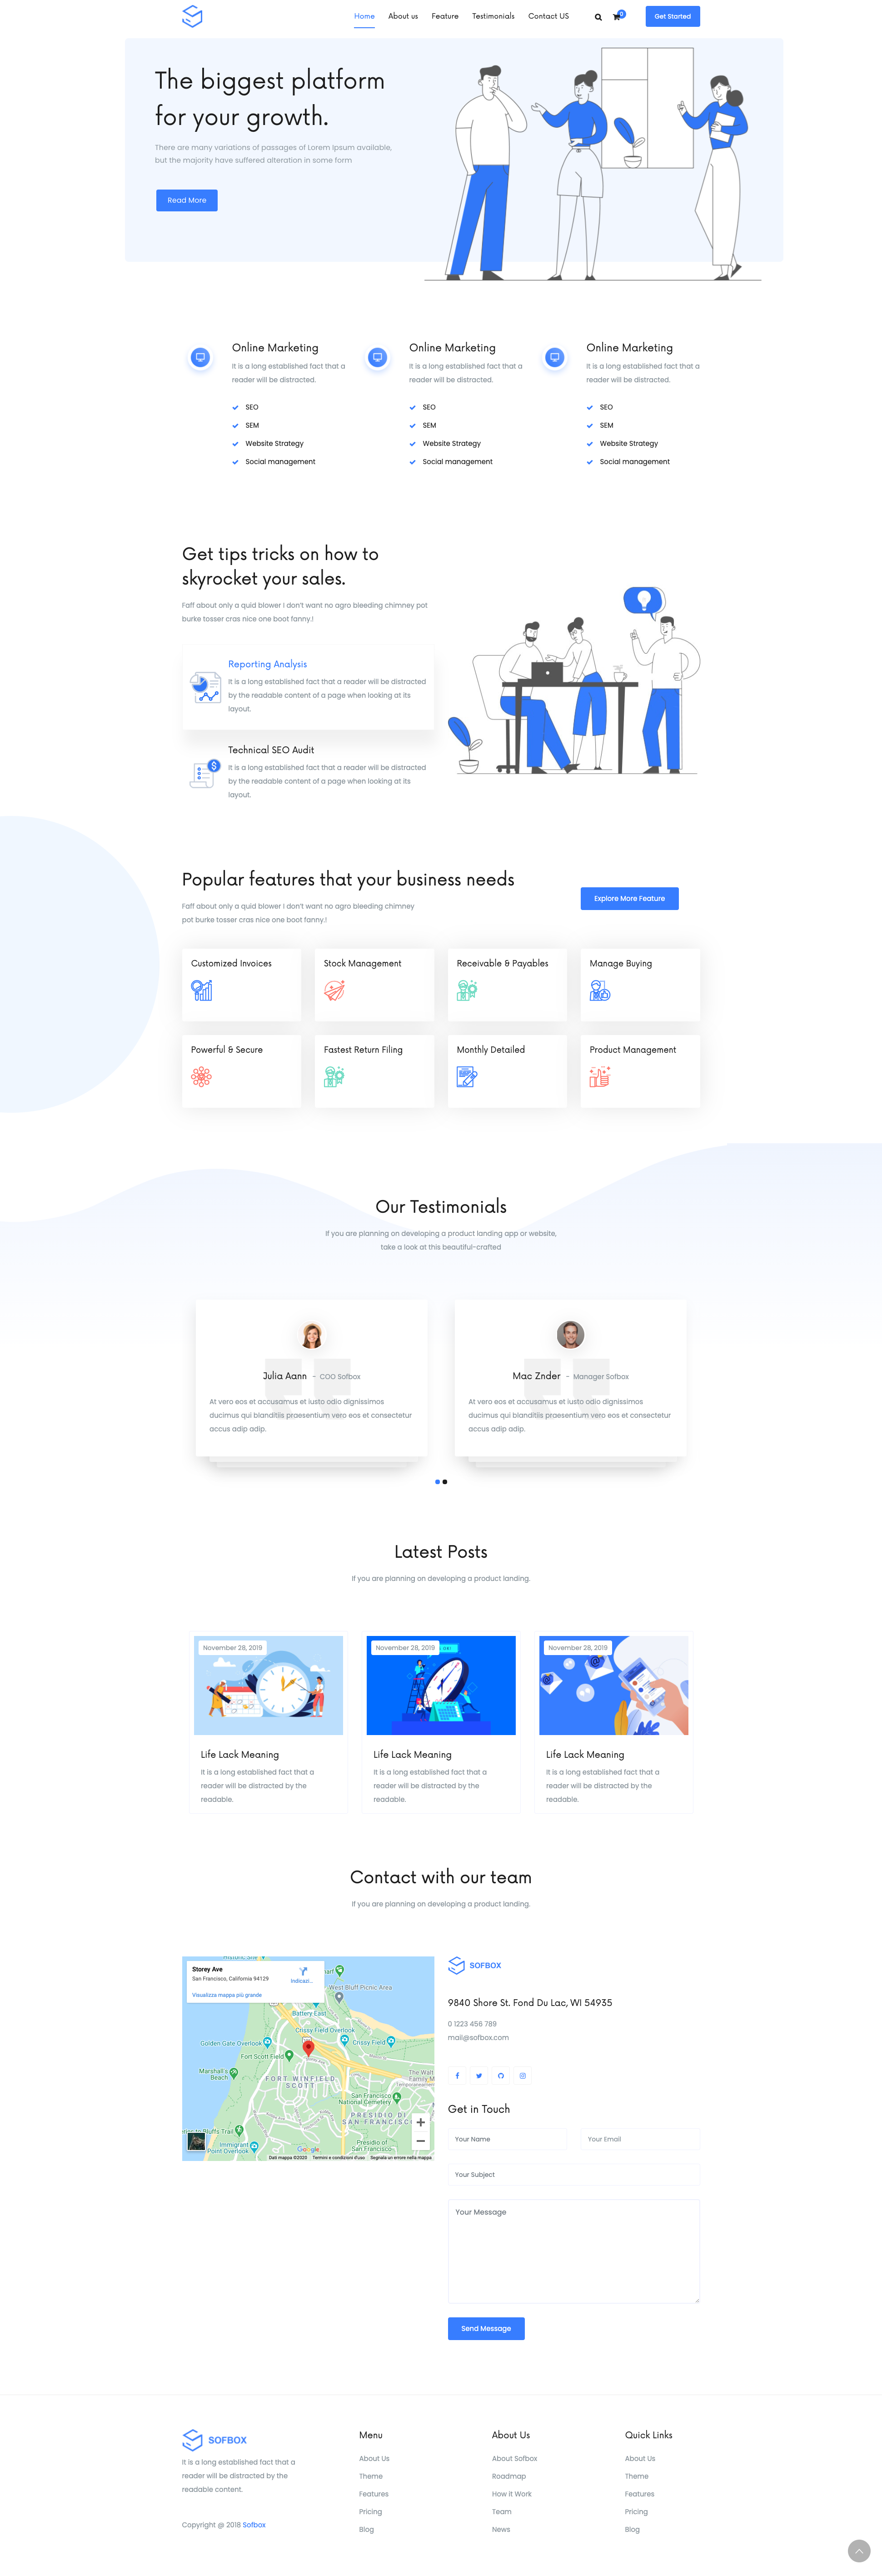 Home About us Feature Testimonials Contact US 0 Get Started
The biggest platform
for your growth.
There are many variations of passages of Lorem Ipsum available,
but the majority have suffered alteration in some form
Read More
Online Marketing
It is a long established fact that a
reader will be distracted.
SEO
SEM
Website Strategy
Social management
Online Marketing
It is a long established fact that a
reader will be distracted.
SEO
SEM
Website Strategy
Social management
Online Marketing
It is a long established fact that a
reader will be distracted.
SEO
SEM
Website Strategy
Social management
Get tips tricks on how to
skyrocket your sales.
Faff about only a quid blower I don't want no agro bleeding chimney pot
burke tosser cras nice one boot fanny.!
Reporting Analysis
It is a long established fact that a reader will be distracted
by the readable content of a page when looking at its
layout.
Technical SEO Audit
It is a long established fact that a reader will be distracted
by the readable content of a page when looking at its
layout.
Popular features that your business needs
Faff about only a quid blower I don't want no agro bleeding chimney
pot burke tosser cras nice one boot fanny.!
Explore More Feature
Customized Invoices
Stock Management
Receivable & Payables
Manage Buying
Powerful & Secure
Fastest Return Filing
Monthly Detailed
Product Management
Our Testimonials
If you are planning on developing a product landing app or website,
take a look at this beautiful-crafted
Julia Aann - COO Sofbox
At vero eos et accusamus et iusto odio dignissimos
ducimus qui blanditiis praesentium vero eos et consectetur
accus adip adip.
Mac Znder - Manager Sofbox
At vero eos et accusamus et iusto odio dignissimos
ducimus qui blanditiis praesentium vero eos et consectetur
accus adip adip.
Latest Posts
If you are planning on developing a product landing.
November 28, 2019
Life Lack Meaning
It is a long established fact that a
reader will be distracted by the
readable.
November 28, 2019
Life Lack Meaning
It is a long established fact that a
reader will be distracted by the
readable.
November 28, 2019
Life Lack Meaning
It is a long established fact that a
reader will be distracted by the
readable.
Contact with our team
If you are planning on developing a product landing.
Storey Ave
San Francisco, California 94129
Indicazi...
Visualizza mappa più grande
West Bluff Picnic Area
Battery East
Crissy Field Overlook
Golden Gate Overlook
Crissy Field
Fort Scott Field
Marshall's
Beach
FORT WINFIELD
SCOTT
San Francisco
National Cemetery
PRESIDIO DI
SAN FRANCISCO
Immigrant
Point Overlook
Presidio of
San Francisco
Google
Dati mappa ©2020 Termini e condizioni d'uso Segnala un errore nella mappa
SOFBOX
9840 Shore St. Fond Du Lac, WI 54935
0 1223 456 789
mail@sofbox.com
Get in Touch
Your Name
Your Email
Your Subject
Your Message
Send Message
SOFBOX
It is a long established fact that a
reader will be distracted by the
readable content.
Copyright @ 2018 Sofbox
Menu
About Us
Theme
Features
Pricing
Blog
About Us
About Sofbox
Roadmap
How it Work
Team
News
Quick Links
About Us
Theme
Features
Pricing
Blog